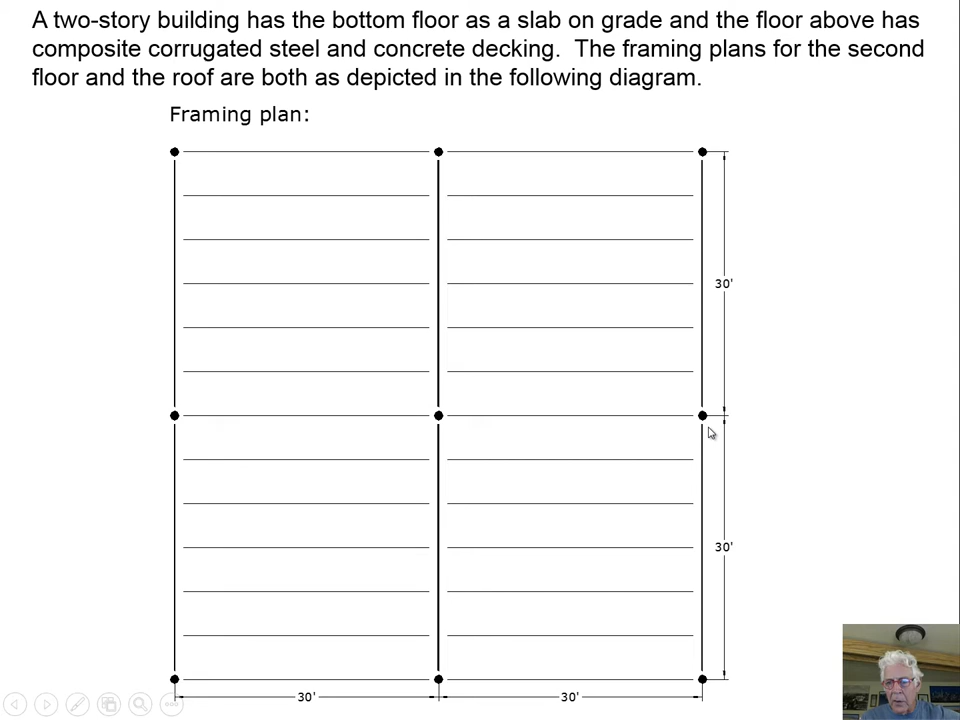 A two-story building has the bottom floor as a slab on grade and the floor above has
composite corrugated steel and concrete decking.  The framing plans for the second
floor and the roof are both as depicted in the following diagram.
Framing plan:
30'
30'
30'
30'